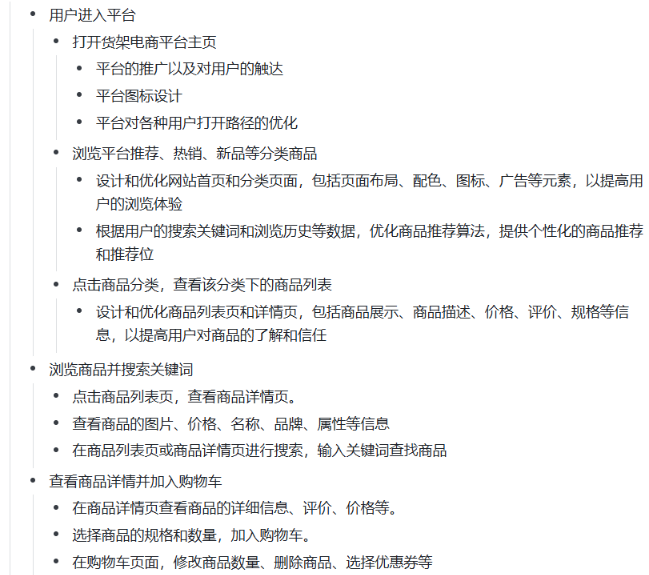 用户进入平台
打开货架电商平台主页
平台的推广以及对用户的触达
平台图标设计
平台对各种用户打开路径的优化
浏览平台推荐、热销、新品等分类商品
设计和优化网站首页和分类页面，包括页面布局、配色、图标、广告等元素，以提高用
户的浏览体验
根据用户的搜索关键词和浏览历史等数据，优化商品推荐算法，提供个性化的商品推荐
和推荐位
点击商品分类，查看该分类下的商品列表
设计和优化商品列表页和详情页，包括商品展示、商品描述、价格、评价、规格等信
息，以提高用户对商品的了解和信任
浏览商品并搜索关键词
点击商品列表页，查看商品详情页。
查看商品的图片、价格、名称、品牌、属性等信息
在商品列表页或商品详情页进行搜索，输入关键词查找商品
查看商品详情并加入购物车
在商品详情页查看商品的详细信息、评价、价格等。
选择商品的规格和数量，加入购物车。
在购物车页面，修改商品数量、删除商品、选择优惠券等